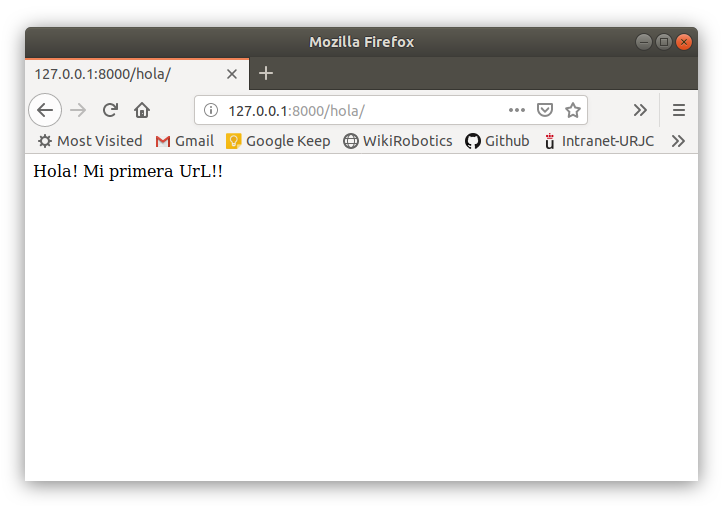 Mozilla Firefox
127.0.0.1:8000/hola/
127.0.0.1:8000/hola/
Most Visited Gmail Google Keep WikiRobotics Github Intranet-URJC
Hola! Mi primera UrL!!